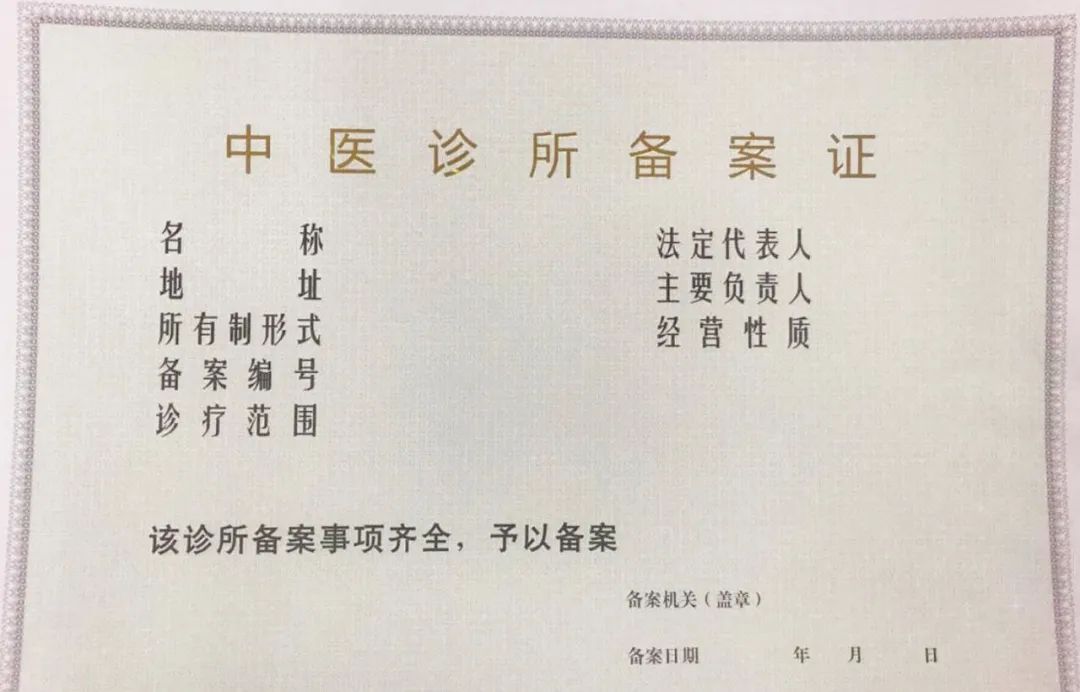 中医诊所备案证
名称 法定代表人
地址 主要负责人
所有制形式 经营性质
备案编号
诊疗范围
该诊所备案事项齐全，予以备案
备案机关（盖章）
备案日期 年 月 日